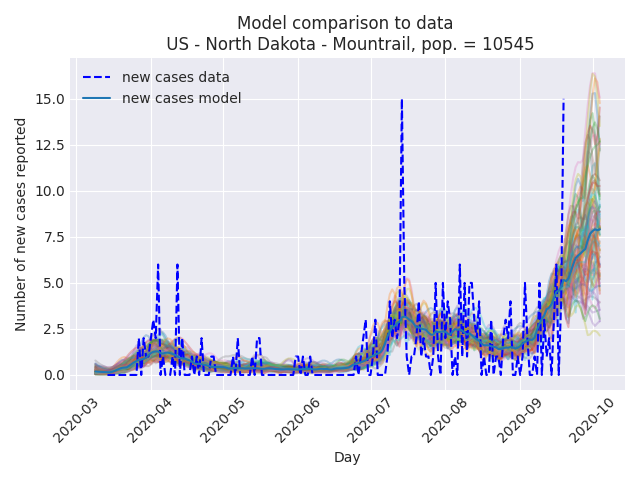 Model comparison to data
US - North Dakota - Mountrail, pop. = 10545
new cases data
new cases model
Number of new cases reported
15.0
12.5
10.0
7.5
5.0
2.5
0.0
2020-03
2020-04
2020-05
2020-06
2020-07
2020-08
2020-09
2020-10
Day